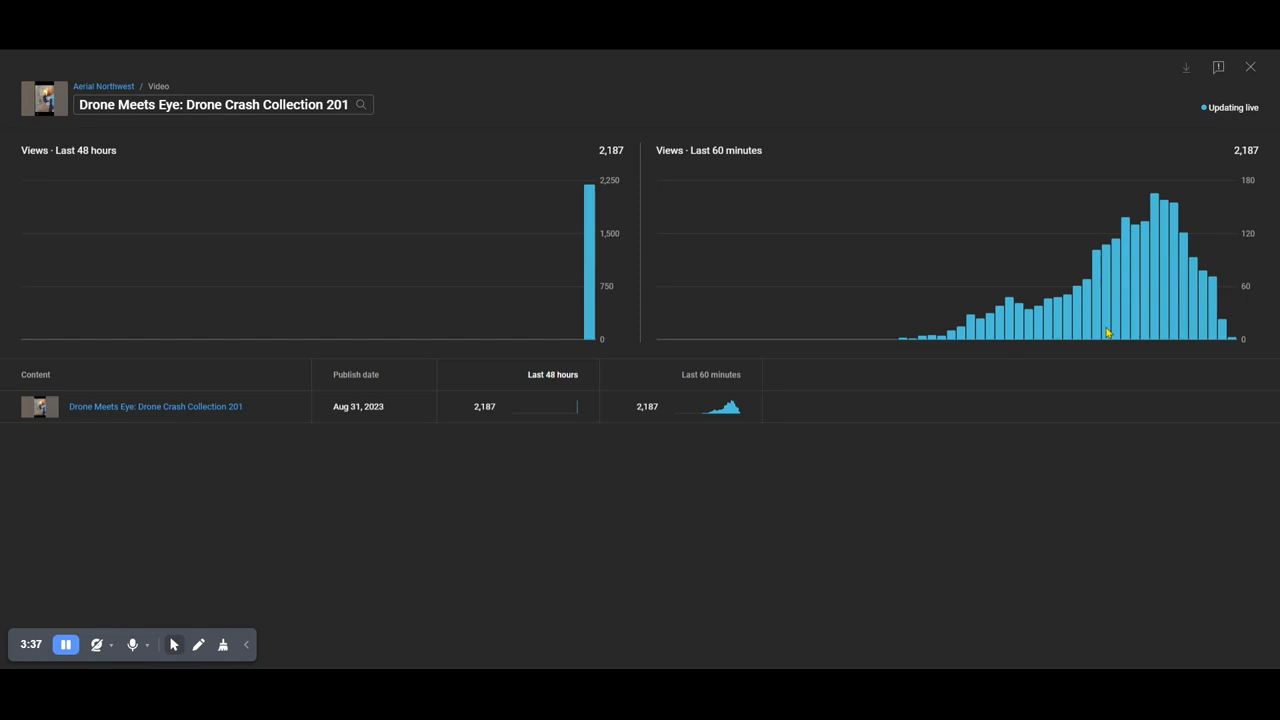 Aerial Northwest / Video
Drone Meets Eye: Drone Crash Collection 201
Updating live
Views · Last 48 hours 2,187
2,250
1,500
750
0
Views · Last 60 minutes 2,187
180
120
60
0
Content Publish date Last 48 hours Last 60 minutes
Drone Meets Eye: Drone Crash Collection 201 Aug 31, 2023 2,187 2,187
3:37